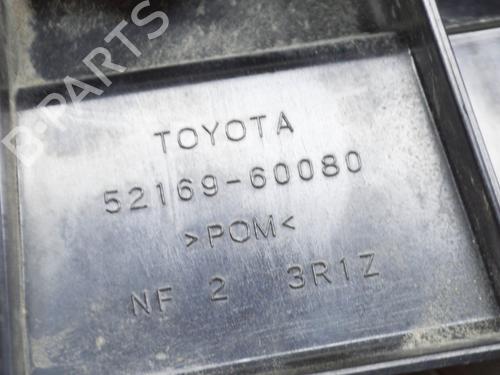 B-PARTS
TOYOTA
52169-60080
>POM<
NF 2 3R1Z